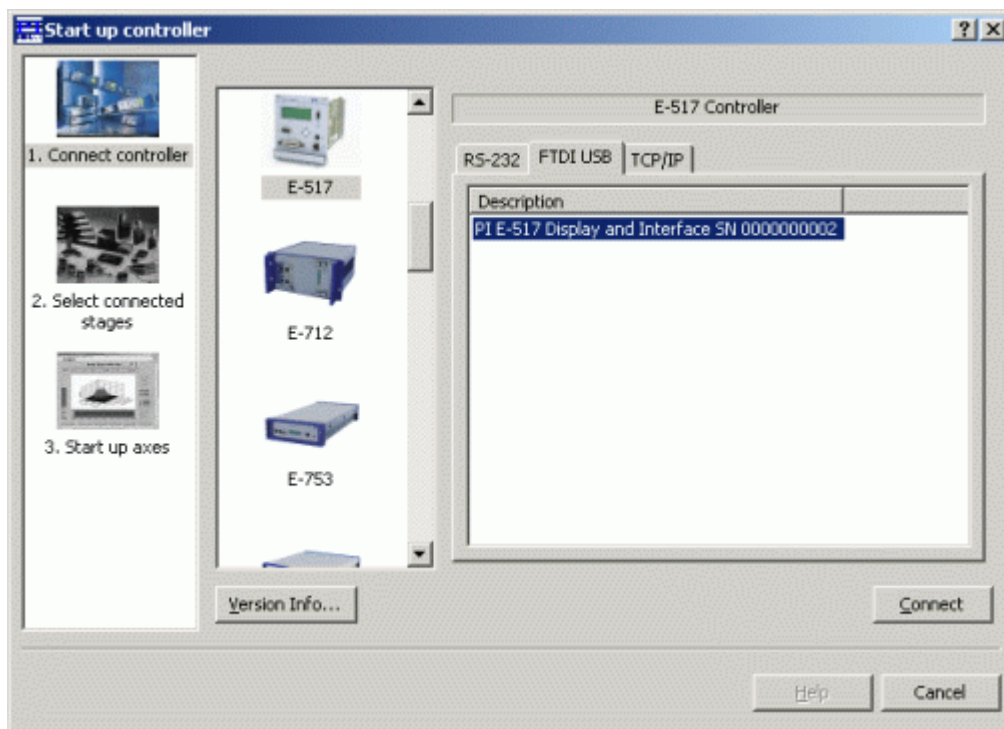 Start up controller
1. Connect controller
2. Select connected
stages
3. Start up axes
E-517
E-712
E-753
Version Info...
E-517 Controller
RS-232 FTDI USB TCP/IP
Description
PI E-517 Display and Interface SN 0000000002
Connect
Help Cancel